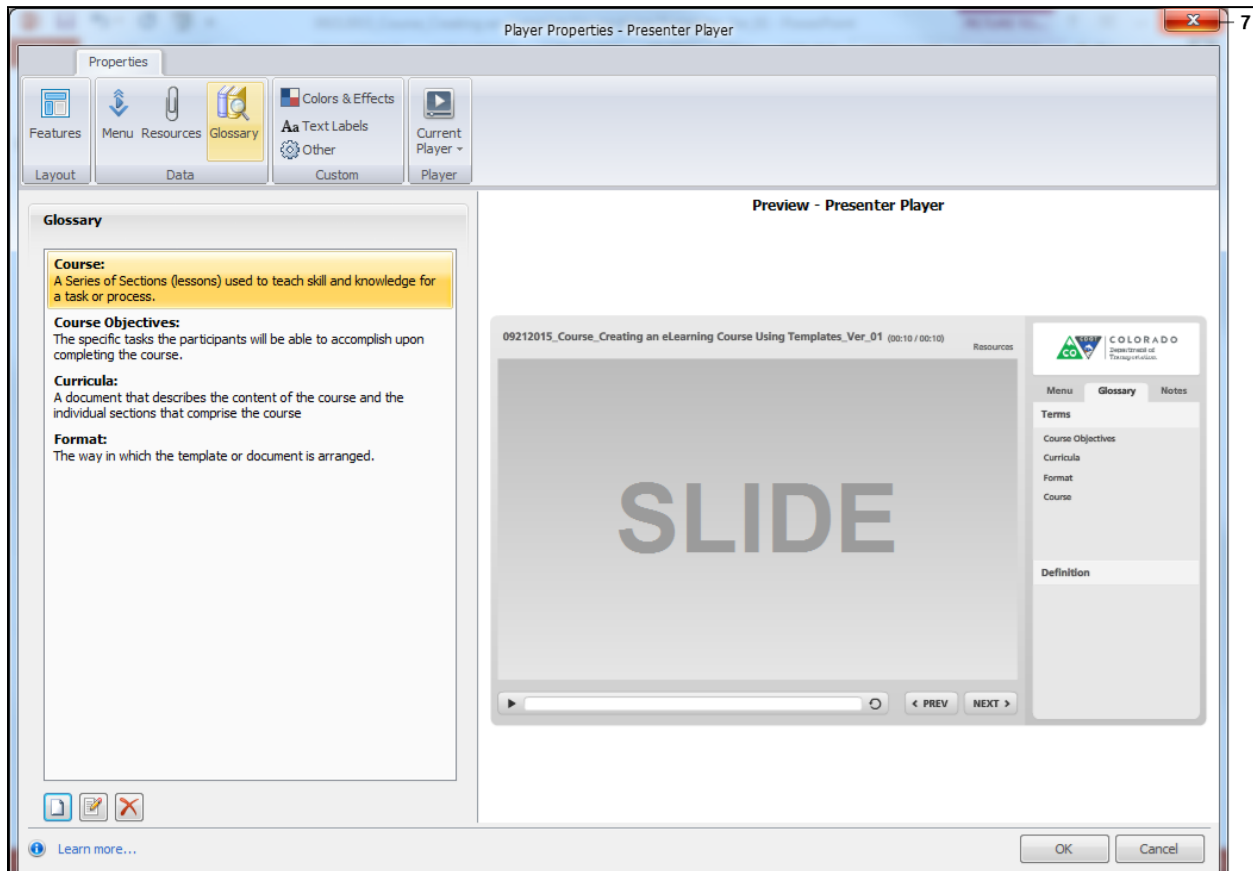 Player Properties - Presenter Player
7
Properties
Features
Menu
Resources
Glossary
Colors & Effects
Aa Text Labels
Other
Current Player
Layout
Data
Custom
Player
Glossary
Course:
A Series of Sections (lessons) used to teach skill and knowledge for
a task or process.
Course Objectives:
The specific tasks the participants will be able to accomplish upon
completing the course.
Curricula:
A document that describes the content of the course and the
individual sections that comprise the course
Format:
The way in which the template or document is arranged.
Preview - Presenter Player
09212015_Course_Creating an eLearning Course Using Templates_Ver_01 (00:10 / 00:10)
Resources
CO
CDOT
COLORADO
Department of
Transportation
Menu
Glossary
Notes
Terms
Course Objectives
Curricula
Format
Course
SLIDE
Definition
< PREV
NEXT >
Learn more...
OK
Cancel